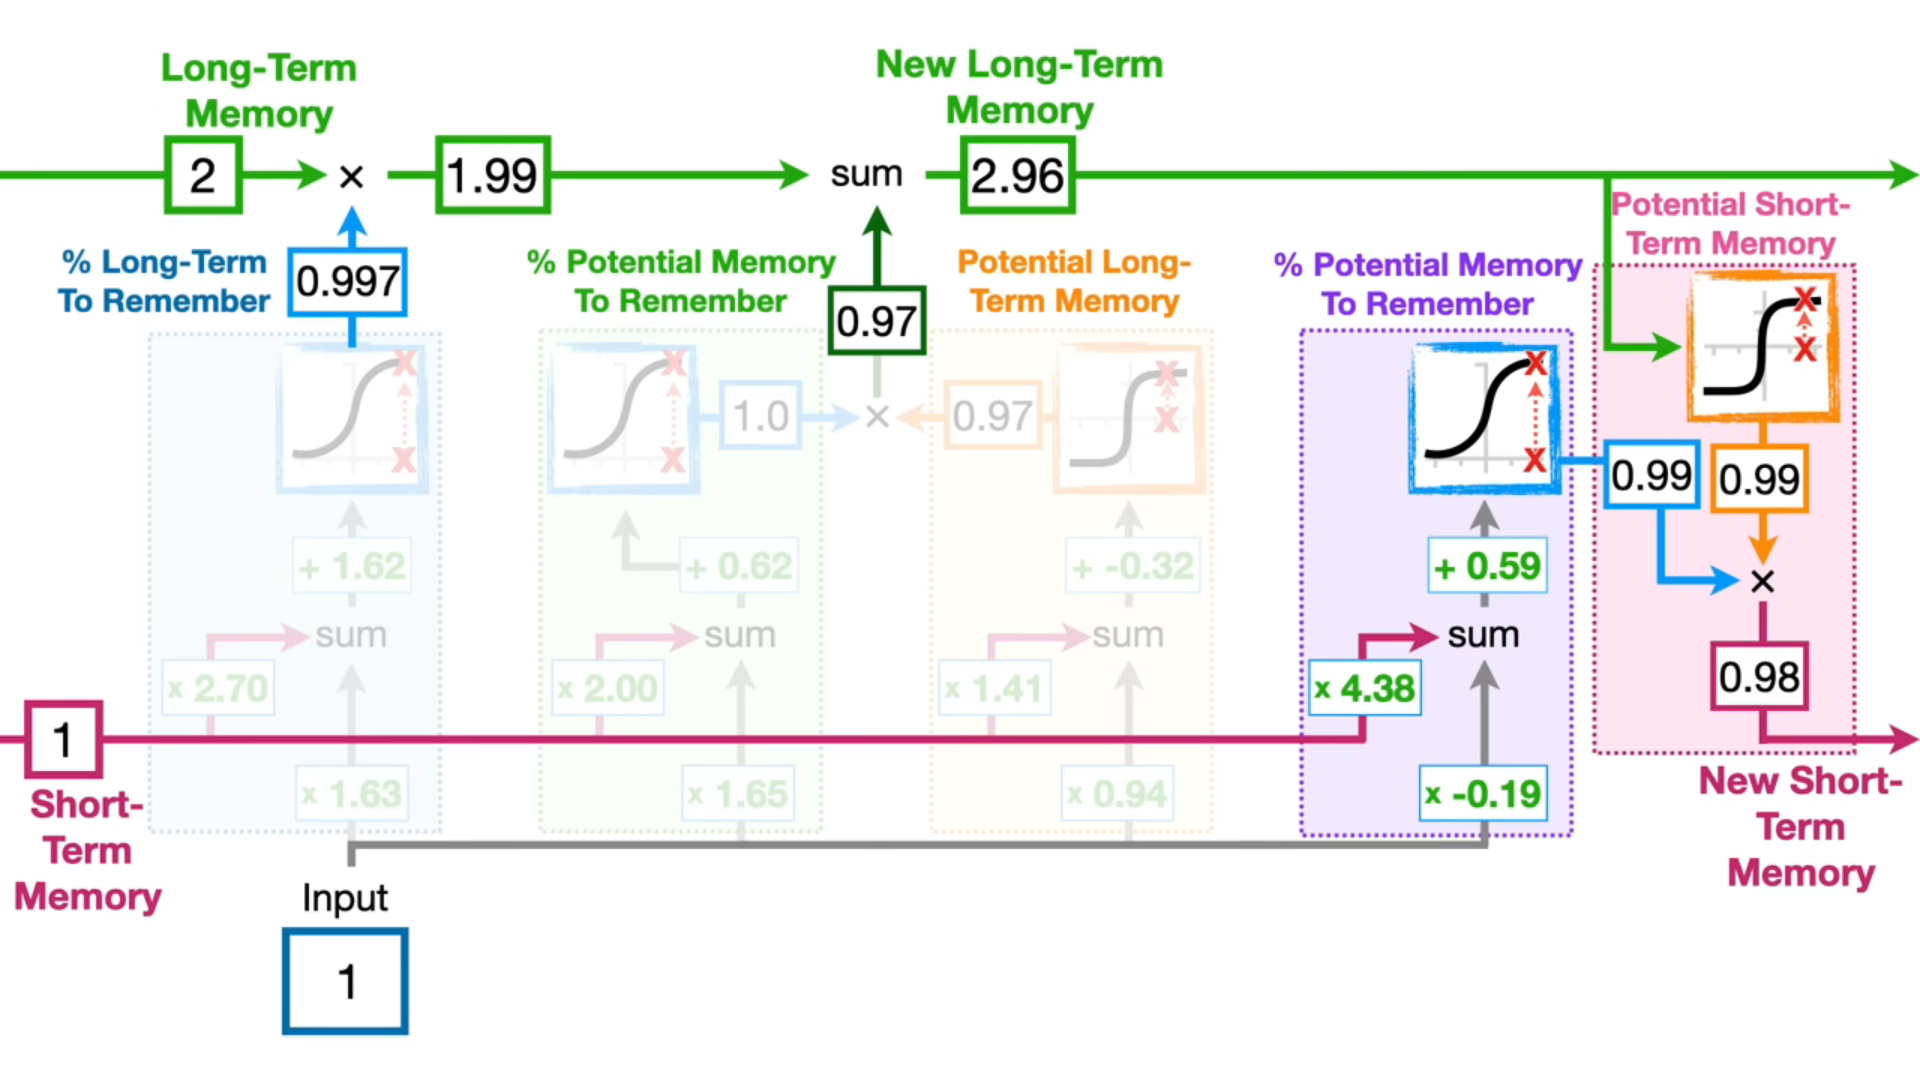 Long-Term
Memory
New Long-Term
Memory
2
×
1.99
sum
2.96
Potential Short-
Term Memory
% Long-Term
To Remember
0.997
% Potential Memory
To Remember
0.97
Potential Long-
Term Memory
% Potential Memory
To Remember
1.0
×
0.97
0.99
0.99
×
+ 1.62
+ 0.62
+ -0.32
+ 0.59
sum
sum
sum
sum
x 2.70
x 2.00
x 1.41
x 4.38
0.98
1
Short-
Term
Memory
x 1.63
x 1.65
x 0.94
x -0.19
New Short-
Term
Memory
Input
1